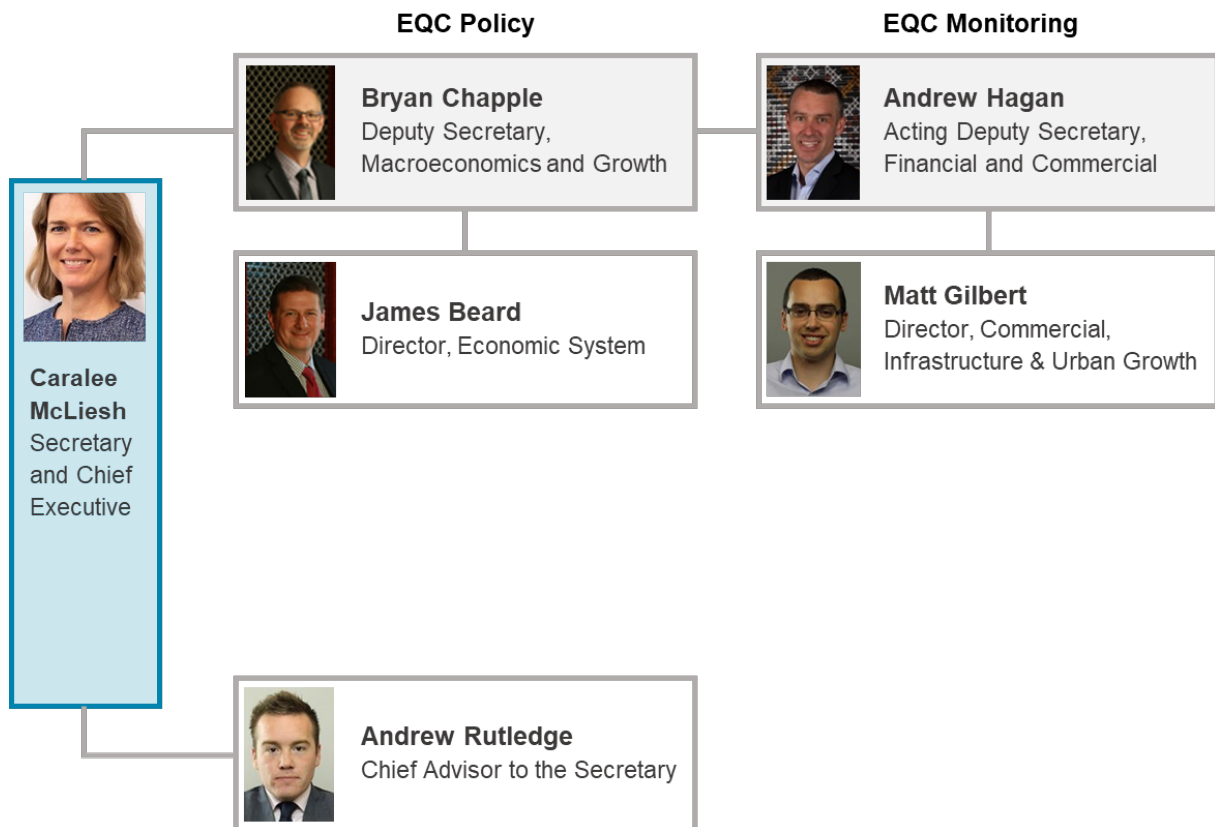 EQC Policy
EQC Monitoring
Bryan Chapple
Deputy Secretary,
Macroeconomics and Growth
Andrew Hagan
Acting Deputy Secretary,
Financial and Commercial
Caralee
McLiesh
Secretary
and Chief
Executive
James Beard
Director, Economic System
Matt Gilbert
Director, Commercial,
Infrastructure & Urban Growth
Andrew Rutledge
Chief Advisor to the Secretary